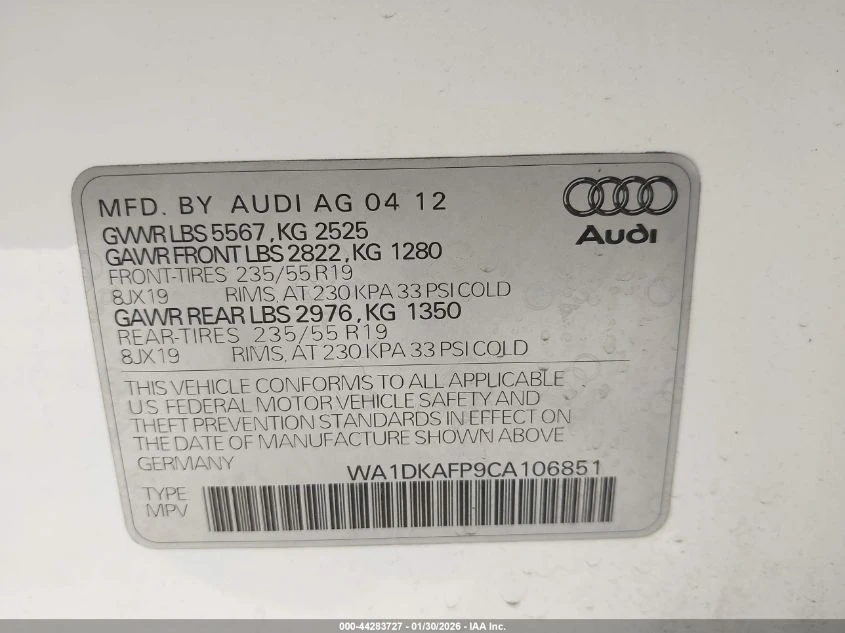 MFD. BY AUDI AG 04 12
Audi
GVWR LBS 5567, KG 2525
GAWR FRONT LBS 2822, KG 1280
FRONT-TIRES 235/55 R19
8JX19 RIMS, AT 230 KPA 33 PSI COLD
GAWR REAR LBS 2976, KG 1350
REAR-TIRES 235/55 R19
8JX19 RIMS, AT 230 KPA 33 PSI COLD
THIS VEHICLE CONFORMS TO ALL APPLICABLE
U.S. FEDERAL MOTOR VEHICLE SAFETY AND
THEFT PREVENTION STANDARDS IN EFFECT ON
THE DATE OF MANUFACTURE SHOWN ABOVE
GERMANY WA1DKAFP9CA106851
TYPE
MPV
000-44283727 - 01/30/2026 - IAA Inc.